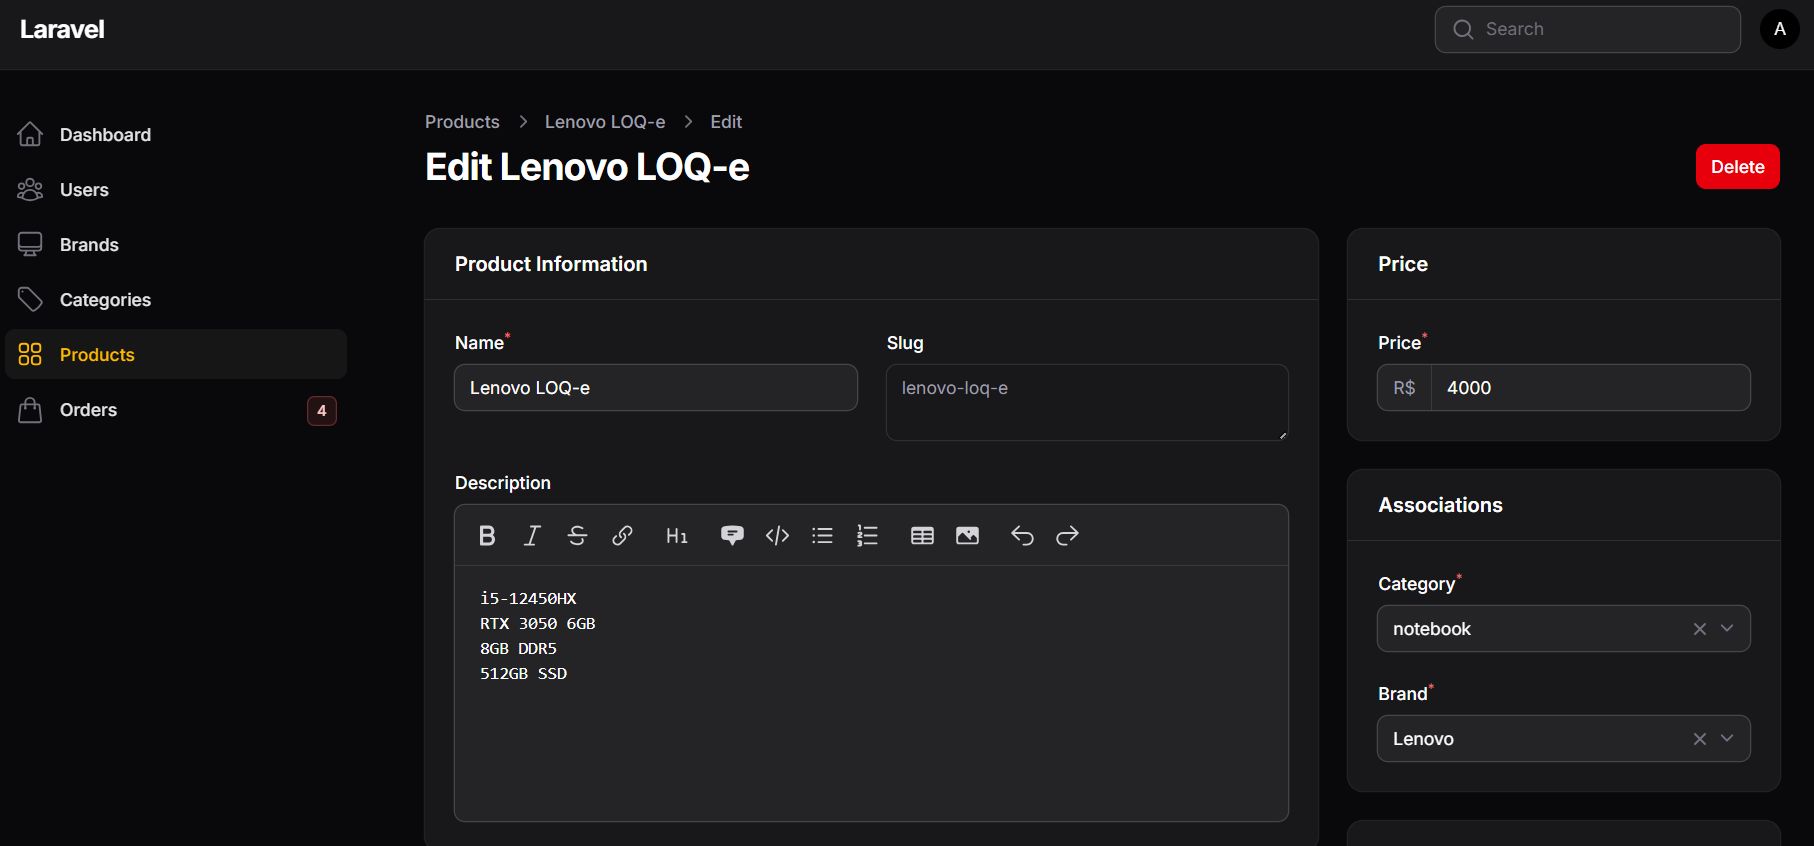 Laravel
Search
A
Dashboard
Users
Brands
Categories
Products
Orders
4
Products > Lenovo LOQ-e > Edit
Edit Lenovo LOQ-e
Delete
Product Information
Name*
Lenovo LOQ-e
Slug
lenovo-loq-e
Description
B I S H1
i5-12450HX
RTX 3050 6GB
8GB DDR5
512GB SSD
Price
Price*
R$ 4000
Associations
Category*
notebook
Brand*
Lenovo